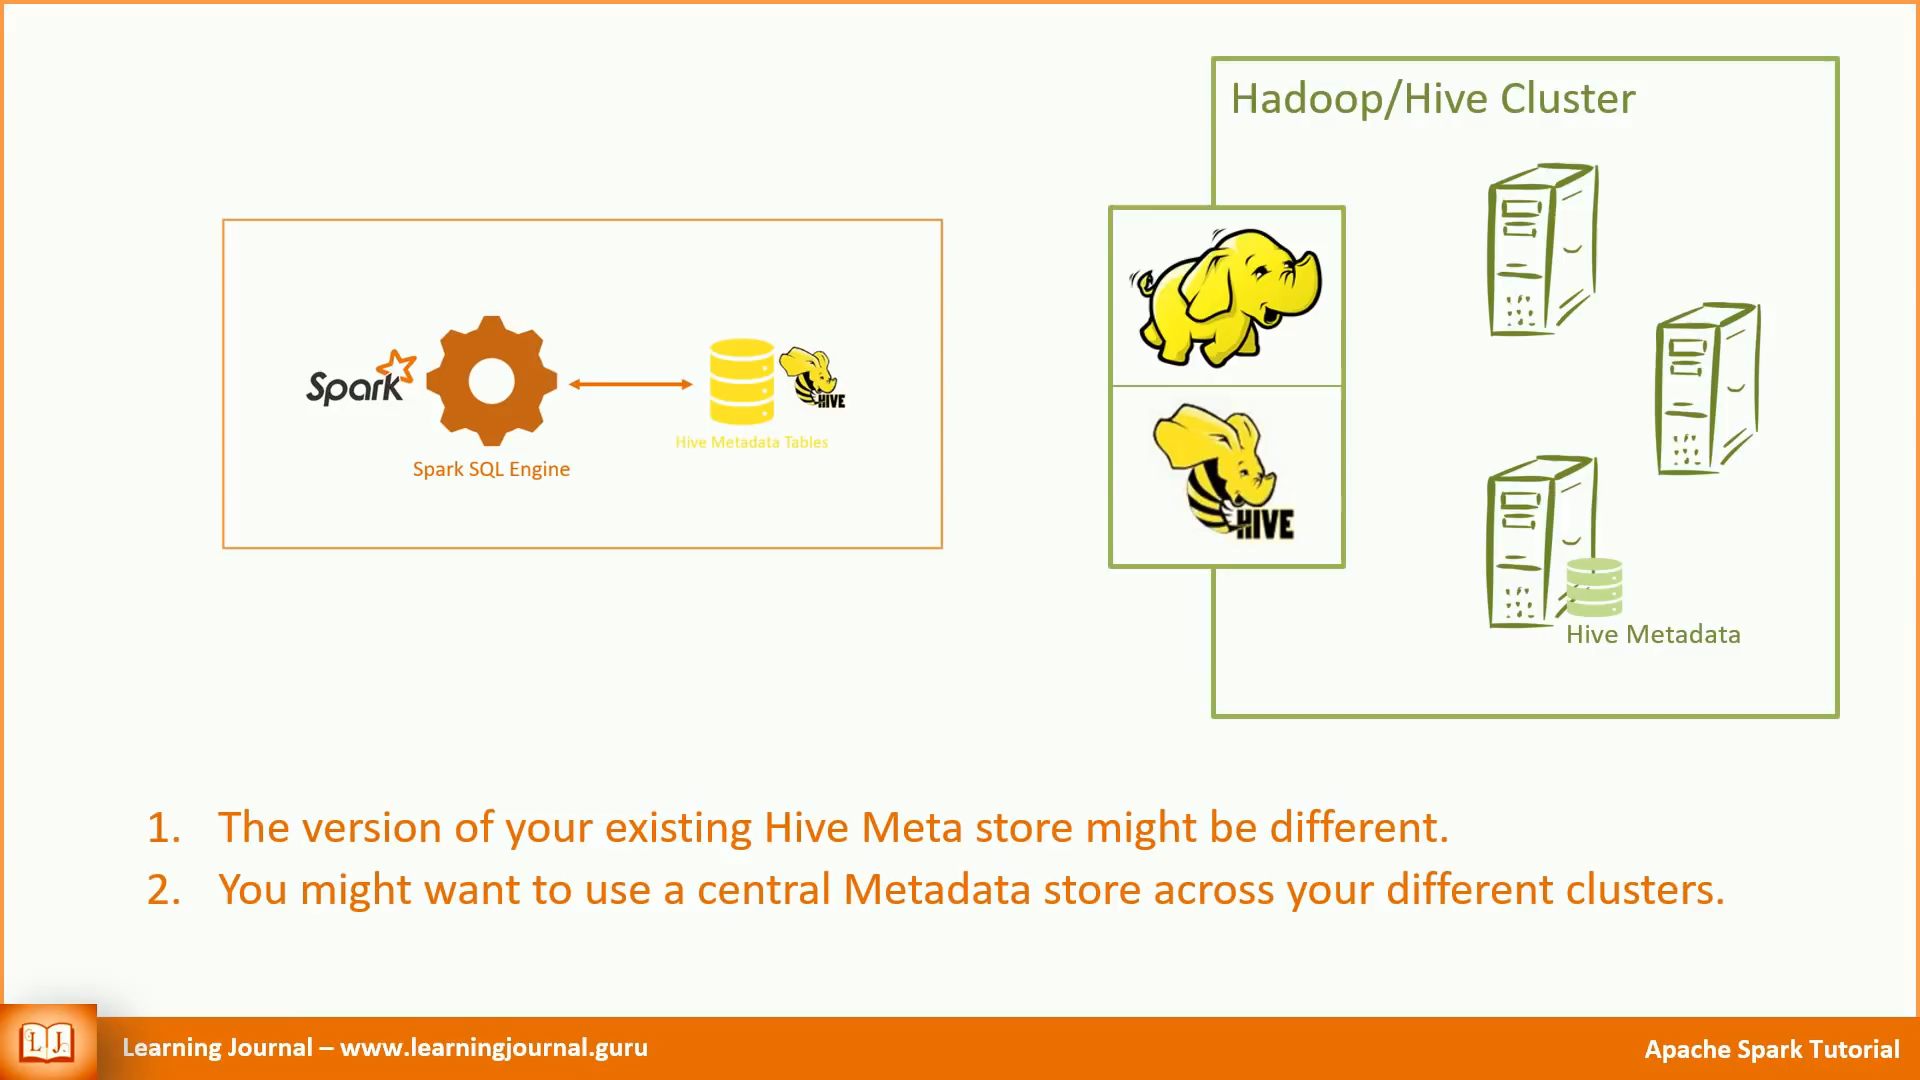 Hadoop/Hive Cluster
Spark
HIVE
Hive Metadata Tables
Spark SQL Engine
HIVE
Hive Metadata
1. The version of your existing Hive Meta store might be different.
2. You might want to use a central Metadata store across your different clusters.
LJ
Learning Journal – www.learningjournal.guru
Apache Spark Tutorial